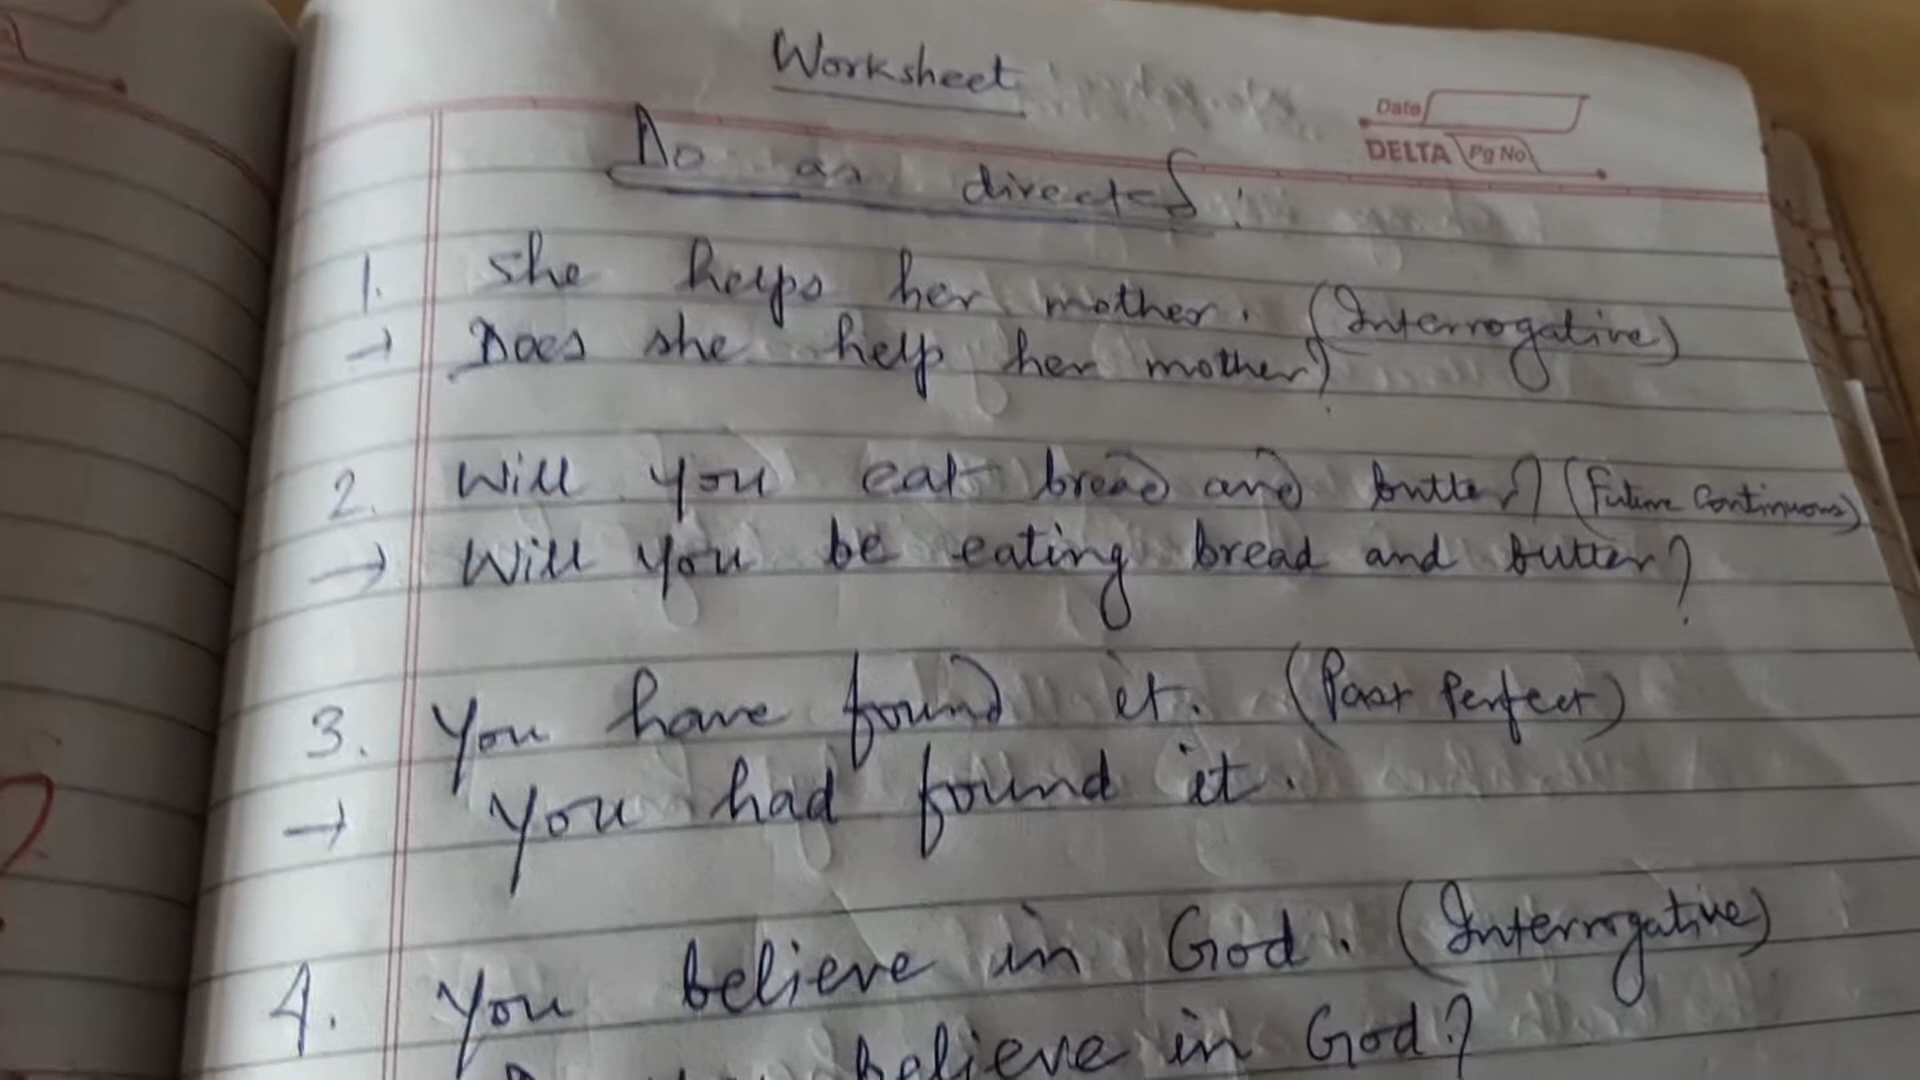 Worksheet
Date
DELTA Pg No
Do as directed :
1. She helps her mother. (Interrogative)
→ Does she help her mother?
2. Will you eat bread and butter? (Future Continuous)
→ Will you be eating bread and butter?
3. You have found it. (Past Perfect)
→ You had found it.
4. You believe in God. (Interrogative)
believe in God?